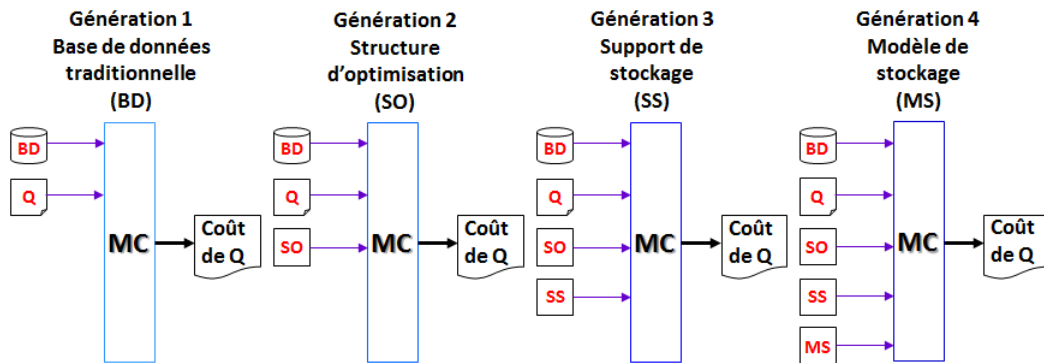 Génération 1
Base de données
traditionnelle
(BD)
BD
Q
MC
Coût
de Q
Génération 2
Structure
d'optimisation
(SO)
BD
Q
SO
MC
Coût
de Q
Génération 3
Support de
stockage
(SS)
BD
Q
SO
SS
MC
Coût
de Q
Génération 4
Modèle de
stockage
(MS)
BD
Q
SO
SS
MS
MC
Coût
de Q